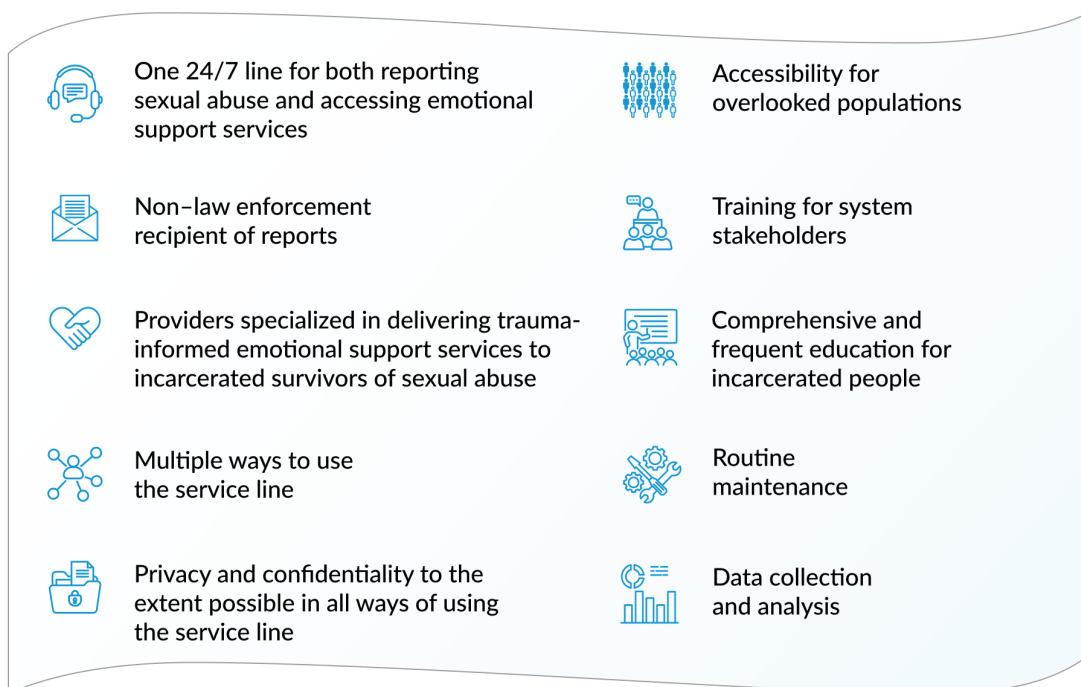 One 24/7 line for both reporting
sexual abuse and accessing emotional
support services
Non–law enforcement
recipient of reports
Providers specialized in delivering trauma-
informed emotional support services to
incarcerated survivors of sexual abuse
Multiple ways to use
the service line
Privacy and confidentiality to the
extent possible in all ways of using
the service line
Accessibility for
overlooked populations
Training for system
stakeholders
Comprehensive and
frequent education for
incarcerated people
Routine
maintenance
Data collection
and analysis